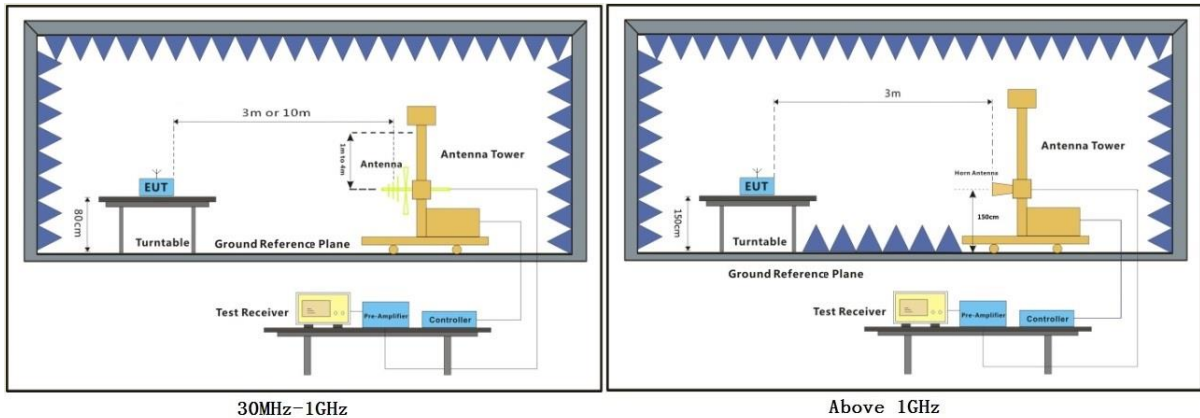 3m or 10m
1m to 4m
Antenna
Antenna Tower
EUT
80cm
Turntable
Ground Reference Plane
Test Receiver
Pre-Amplifier
Controller
30MHz-1GHz
3m
Antenna Tower
Horn Antenna
EUT
150cm
150cm
Turntable
Ground Reference Plane
Test Receiver
Pre-Amplifier
Controller
Above 1GHz